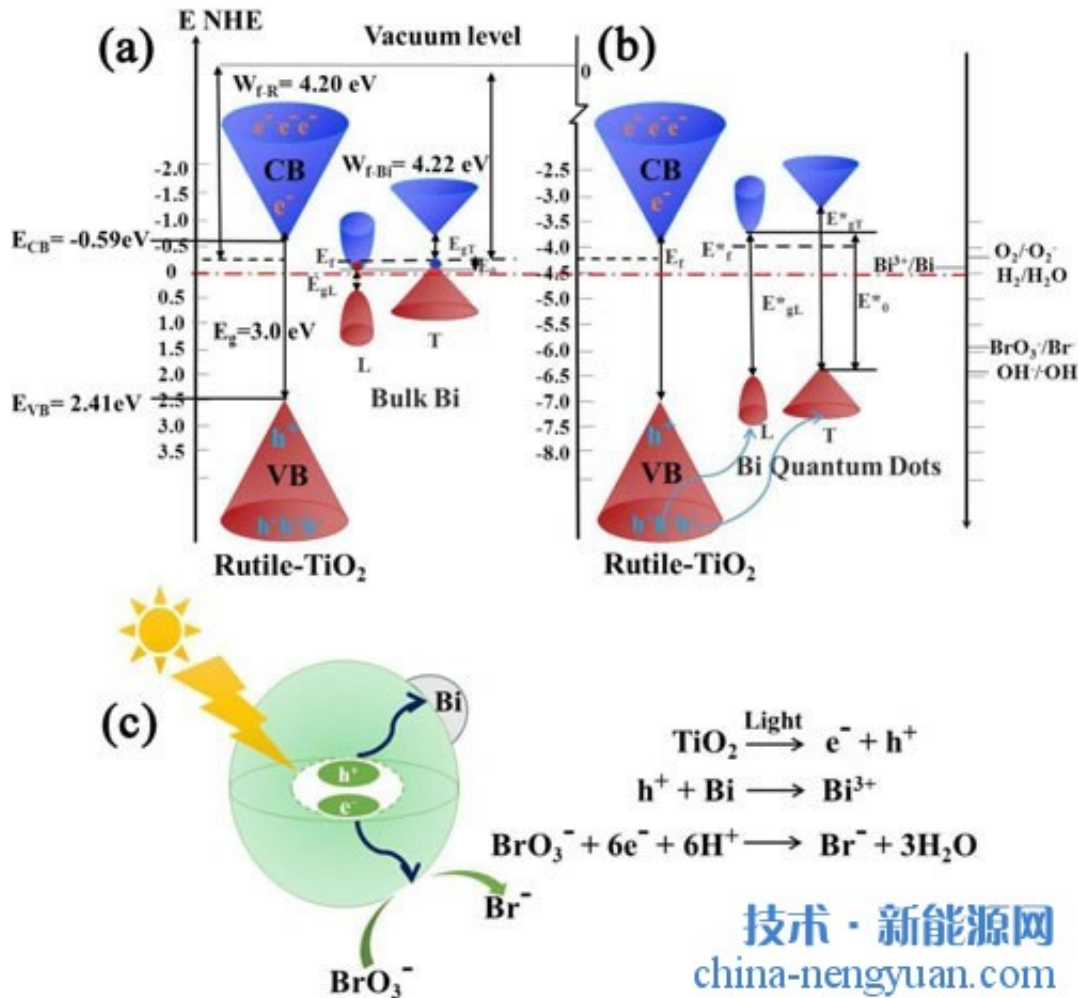 (a)
E NHE
Vacuum level
W_f-R= 4.20 eV
e⁻ e⁻ e⁻
CB
e⁻
W_f-Bi= 4.22 eV
-2.0
-1.5
-1.0
-0.5
0
0.5
1.0
1.5
2.0
2.5
3.0
3.5
E_CB= -0.59eV
E_f
E_gT
E_gL
E_g=3.0 eV
L
T
Bulk Bi
E_VB= 2.41eV
h⁺
VB
Rutile-TiO₂
(b)
0
e⁻ e⁻ e⁻
CB
e⁻
-2.5
-3.0
-3.5
-4.0
-4.5
-5.0
-5.5
-6.0
-6.5
-7.0
-7.5
-8.0
E_f
E*_f
E*_gT
E*_gL
E*_0
Bi³⁺/Bi
O₂/·O₂⁻
H₂/H₂O
BrO₃⁻/Br⁻
OH⁻/·OH
L
T
Bi Quantum Dots
h⁺
VB
Rutile-TiO₂
(c)
Bi
h⁺
e⁻
Br⁻
BrO₃⁻
Light
TiO₂ ⟶ e⁻ + h⁺
h⁺ + Bi ⟶ Bi³⁺
BrO₃⁻ + 6e⁻ + 6H⁺ ⟶ Br⁻ + 3H₂O
技术·新能源网
china-nengyuan.com